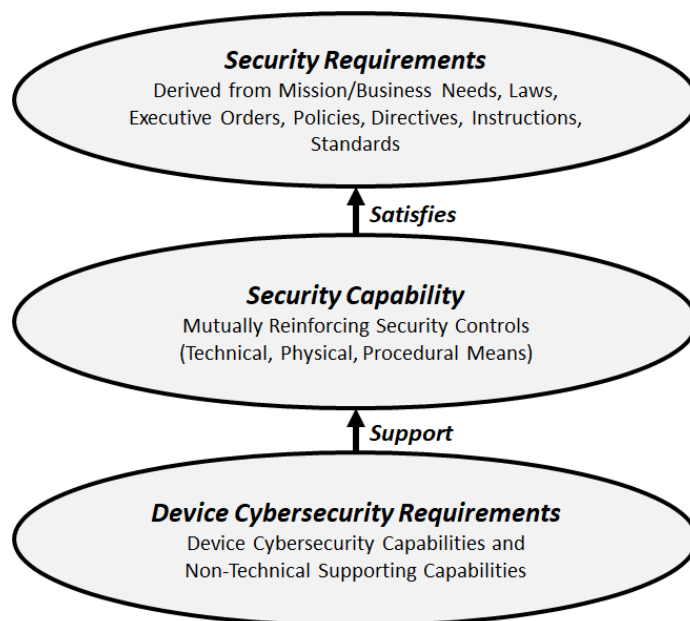 Security Requirements
Derived from Mission/Business Needs, Laws,
Executive Orders, Policies, Directives, Instructions,
Standards
Satisfies
Security Capability
Mutually Reinforcing Security Controls
(Technical, Physical, Procedural Means)
Support
Device Cybersecurity Requirements
Device Cybersecurity Capabilities and
Non-Technical Supporting Capabilities